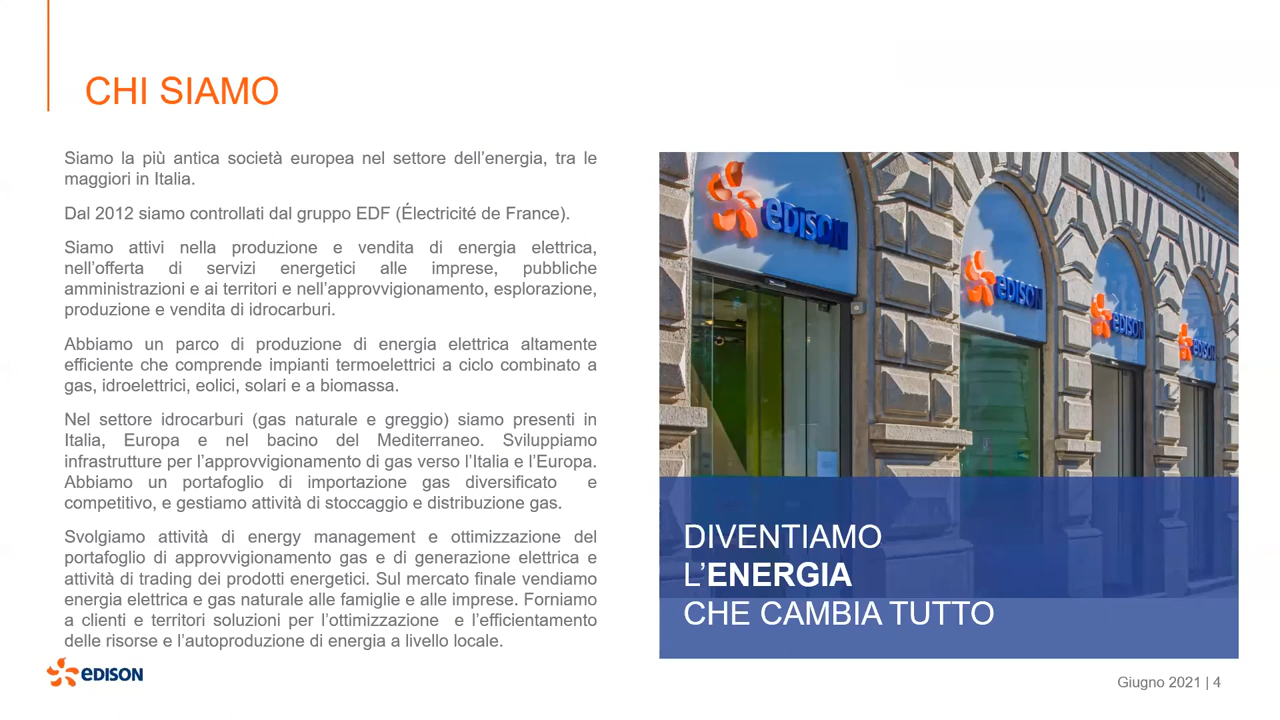 CHI SIAMO
Siamo la più antica società europea nel settore dell'energia, tra le
maggiori in Italia.
Dal 2012 siamo controllati dal gruppo EDF (Électricité de France).
Siamo attivi nella produzione e vendita di energia elettrica,
nell'offerta di servizi energetici alle imprese, pubbliche
amministrazioni e ai territori e nell'approvvigionamento, esplorazione,
produzione e vendita di idrocarburi.
Abbiamo un parco di produzione di energia elettrica altamente
efficiente che comprende impianti termoelettrici a ciclo combinato a
gas, idroelettrici, eolici, solari e a biomassa.
Nel settore idrocarburi (gas naturale e greggio) siamo presenti in
Italia, Europa e nel bacino del Mediterraneo. Sviluppiamo
infrastrutture per l'approvvigionamento di gas verso l'Italia e l'Europa.
Abbiamo un portafoglio di importazione gas diversificato e
competitivo, e gestiamo attività di stoccaggio e distribuzione gas.
Svolgiamo attività di energy management e ottimizzazione del
portafoglio di approvvigionamento gas e di generazione elettrica e
attività di trading dei prodotti energetici. Sul mercato finale vendiamo
energia elettrica e gas naturale alle famiglie e alle imprese. Forniamo
a clienti e territori soluzioni per l'ottimizzazione e l'efficientamento
delle risorse e l'autoproduzione di energia a livello locale.
EDISON
EDISON
EDISON
EDISON
DIVENTIAMO
L'ENERGIA
CHE CAMBIA TUTTO
EDISON
Giugno 2021 | 4